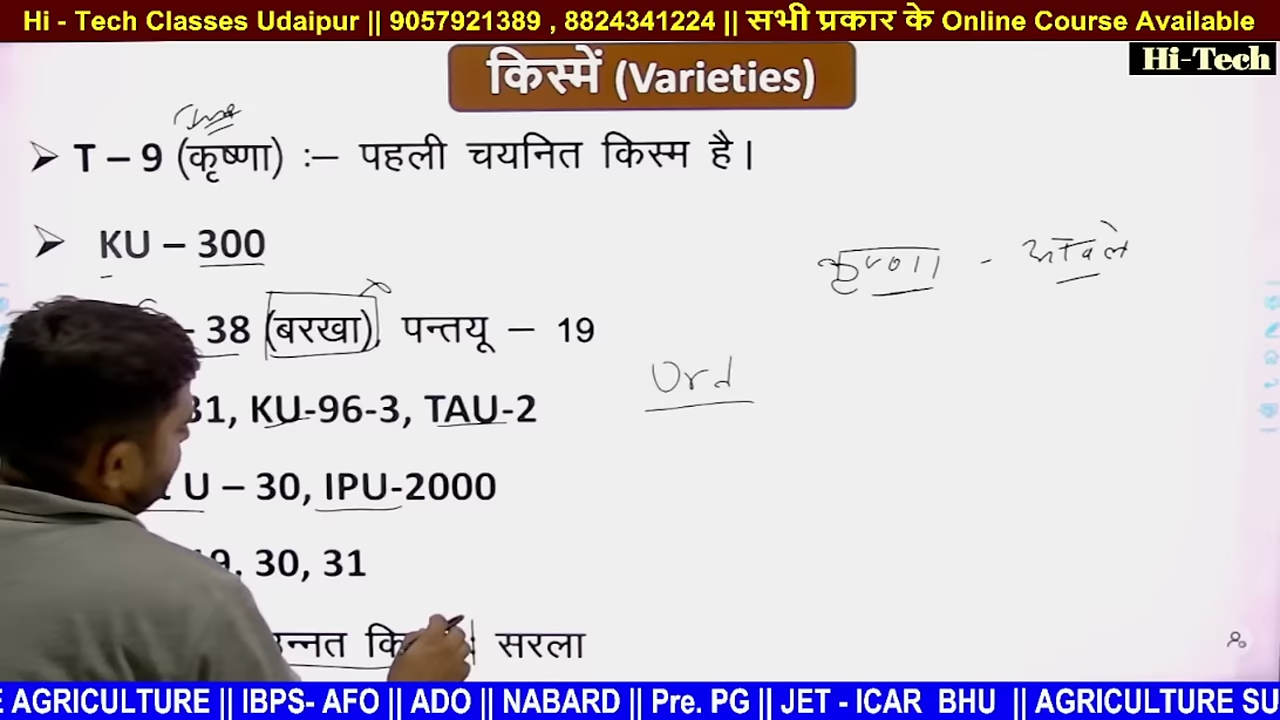 Hi - Tech Classes Udaipur || 9057921389 , 8824341224 || सभी प्रकार के Online Course Available
Hi-Tech
किस्में (Varieties)
T – 9 (कृष्णा) :– पहली चयनित किस्म है।
KU – 300
कृष्णा - आंवले
38 (बरखा) पन्तयू – 19
Urd
31, KU-96-3, TAU-2
U – 30, IPU-2000
30, 31
सरला
AGRICULTURE || IBPS- AFO || ADO || NABARD || Pre. PG || JET - ICAR BHU || AGRICULTURE